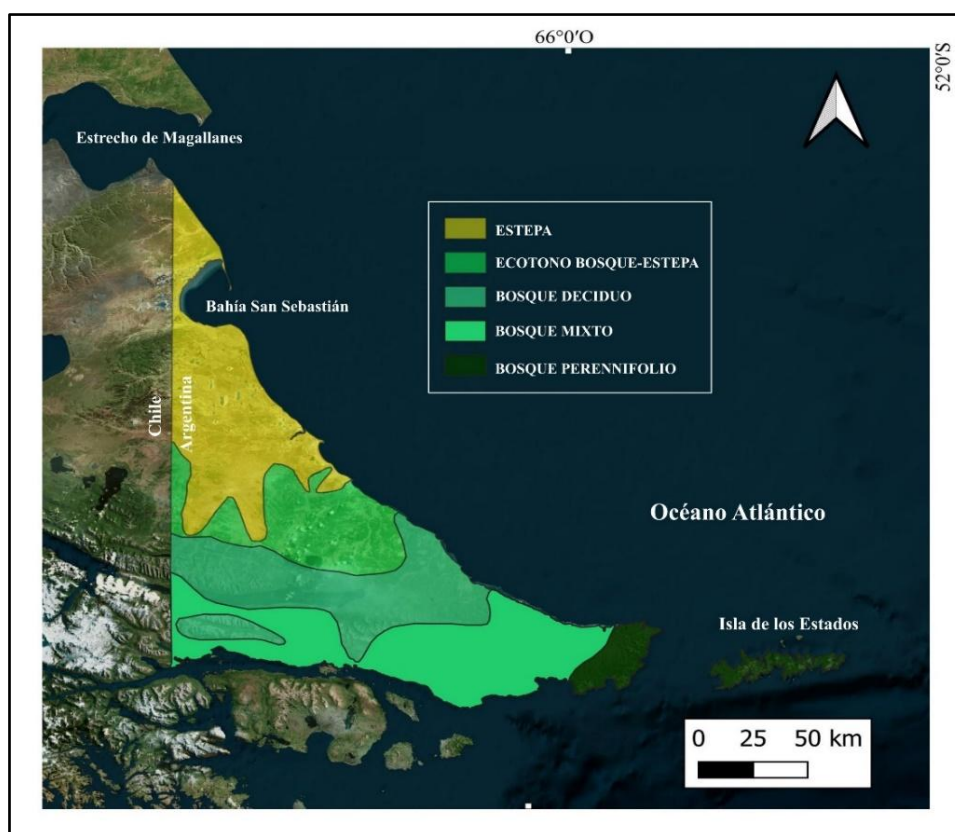 66°0′O
52°0′S
Estrecho de Magallanes
Bahía San Sebastián
ESTEPA
ECOTONO BOSQUE-ESTEPA
BOSQUE DECIDUO
BOSQUE MIXTO
BOSQUE PERENNIFOLIO
Chile
Argentina
Océano Atlántico
Isla de los Estados
0 25 50 km